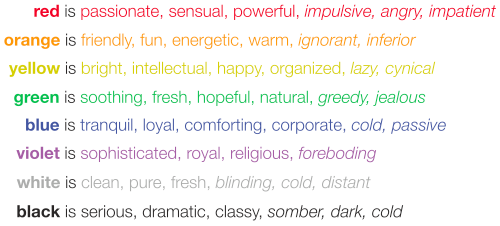 red is passionate, sensual, powerful, impulsive, angry, impatient
orange is friendly, fun, energetic, warm, ignorant, inferior
yellow is bright, intellectual, happy, organized, lazy, cynical
green is soothing, fresh, hopeful, natural, greedy, jealous
blue is tranquil, loyal, comforting, corporate, cold, passive
violet is sophisticated, royal, religious, foreboding
white is clean, pure, fresh, blinding, cold, distant
black is serious, dramatic, classy, somber, dark, cold